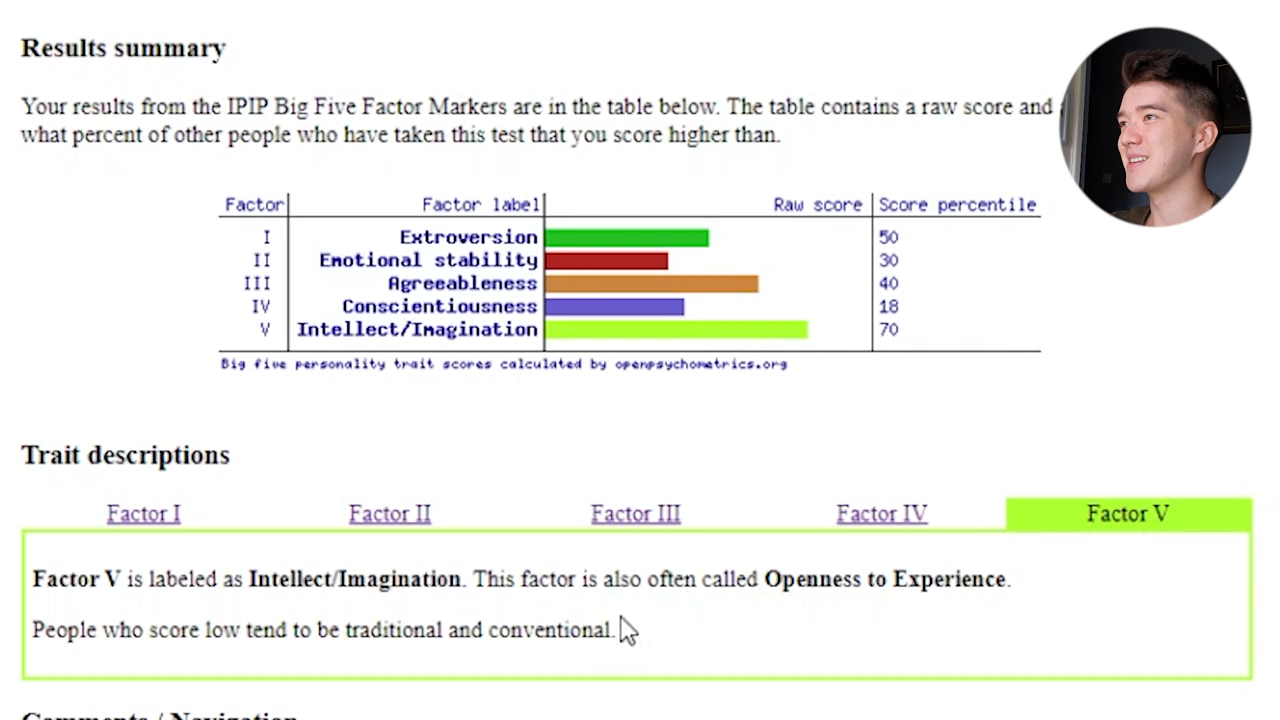 Results summary
Your results from the IPIP Big Five Factor Markers are in the table below. The table contains a raw score and
what percent of other people who have taken this test that you score higher than.
Factor Factor label Raw score Score percentile
I Extroversion 50
II Emotional stability 30
III Agreeableness 40
IV Conscientiousness 18
V Intellect/Imagination 70
Big five personality trait scores calculated by openpsychometrics.org
Trait descriptions
Factor I Factor II Factor III Factor IV Factor V
Factor V is labeled as Intellect/Imagination. This factor is also often called Openness to Experience.
People who score low tend to be traditional and conventional.
Comments / Navigation